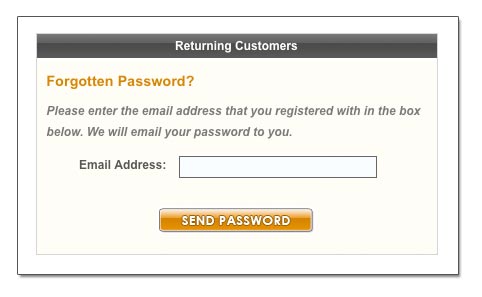 Returning Customers
Forgotten Password?
Please enter the email address that you registered with in the box
below. We will email your password to you.
Email Address:
SEND PASSWORD